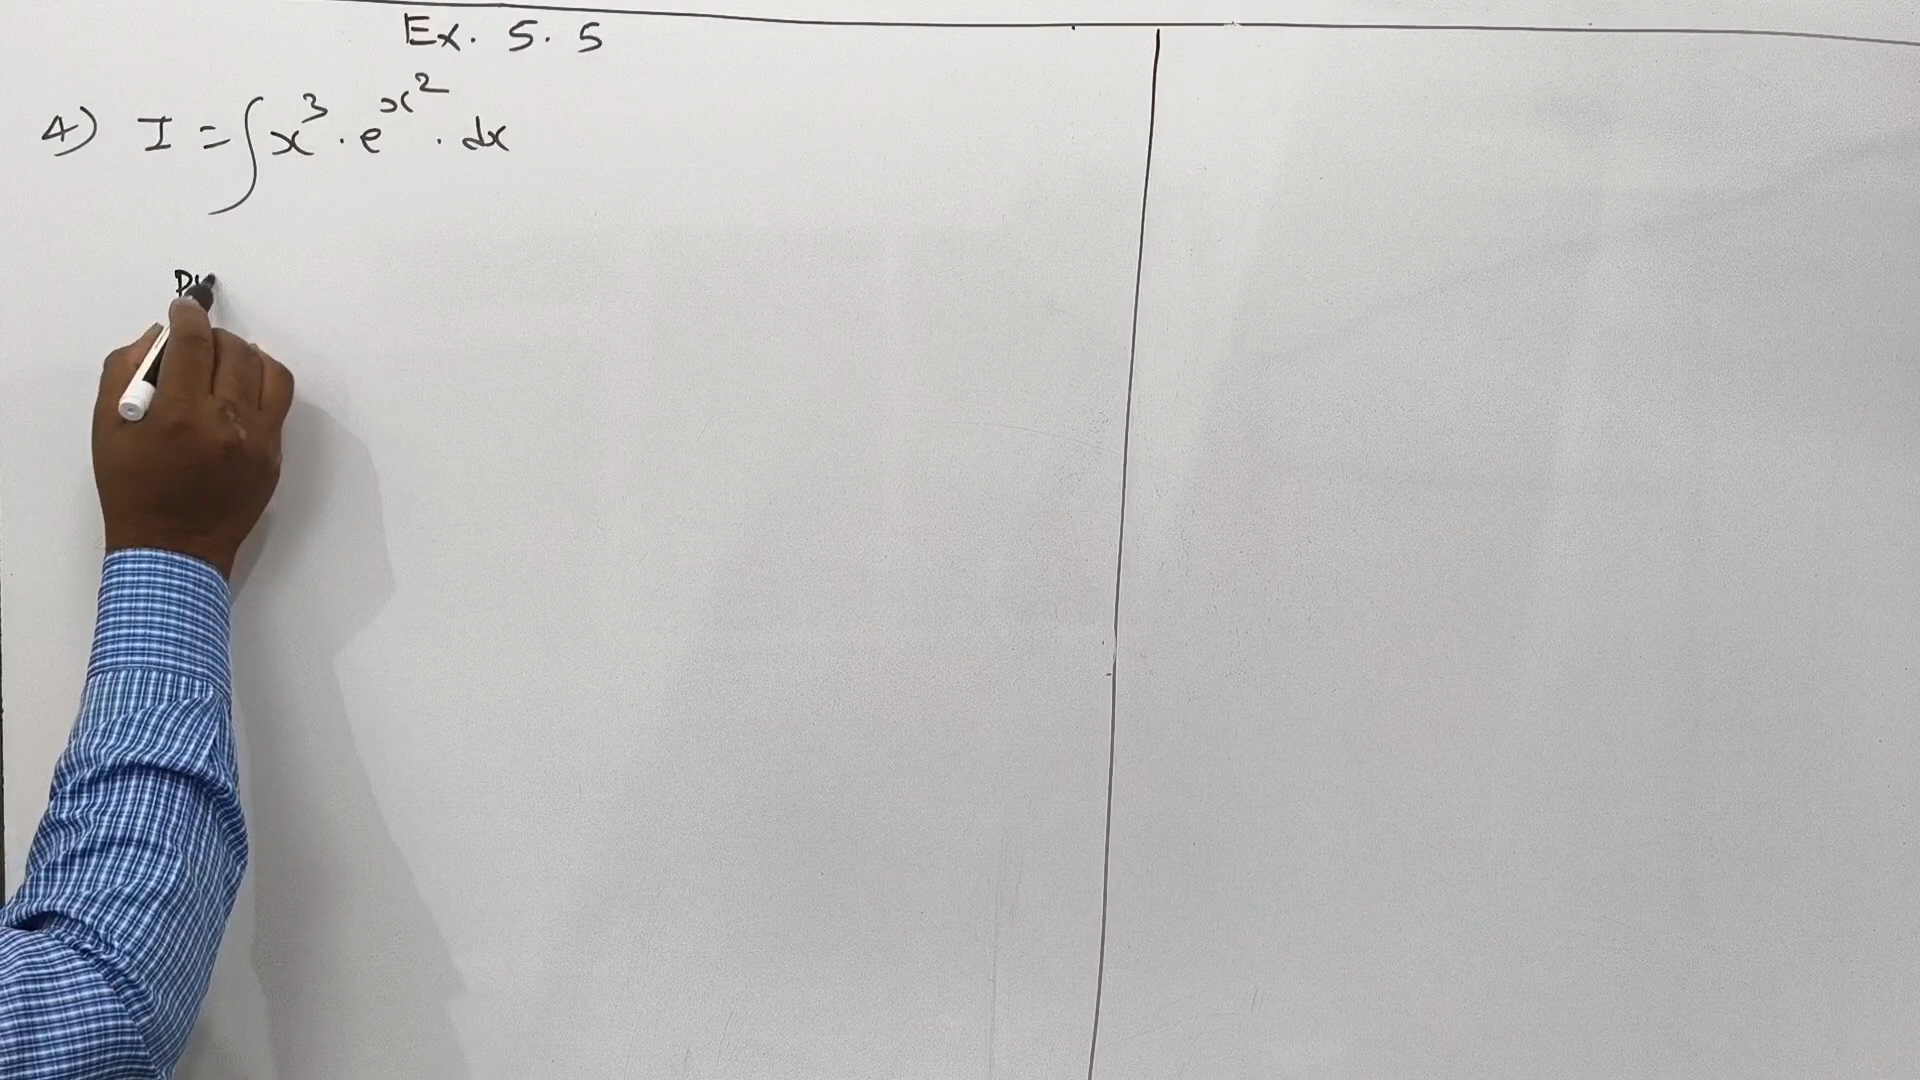 Ex. 5.5
4) I = ∫ x³ · e^x² · dx